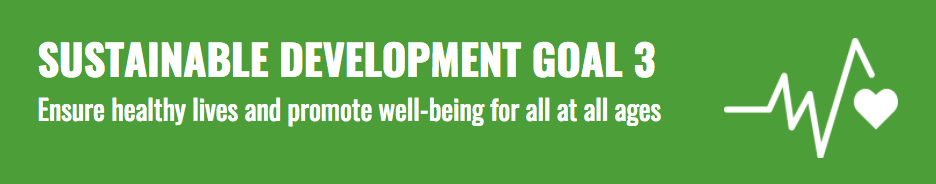 SUSTAINABLE DEVELOPMENT GOAL 3
Ensure healthy lives and promote well-being for all at all ages